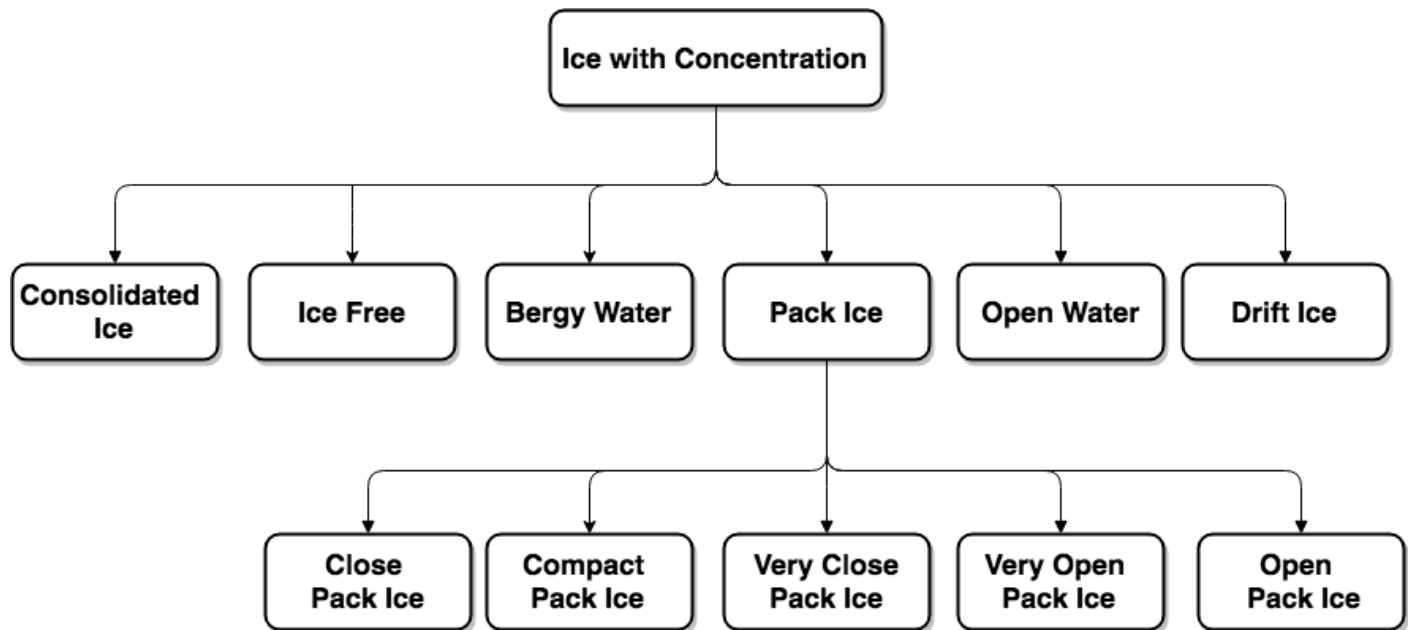 Ice with Concentration
Consolidated
Ice
Ice Free
Bergy Water
Pack Ice
Open Water
Drift Ice
Close
Pack Ice
Compact
Pack Ice
Very Close
Pack Ice
Very Open
Pack Ice
Open
Pack Ice